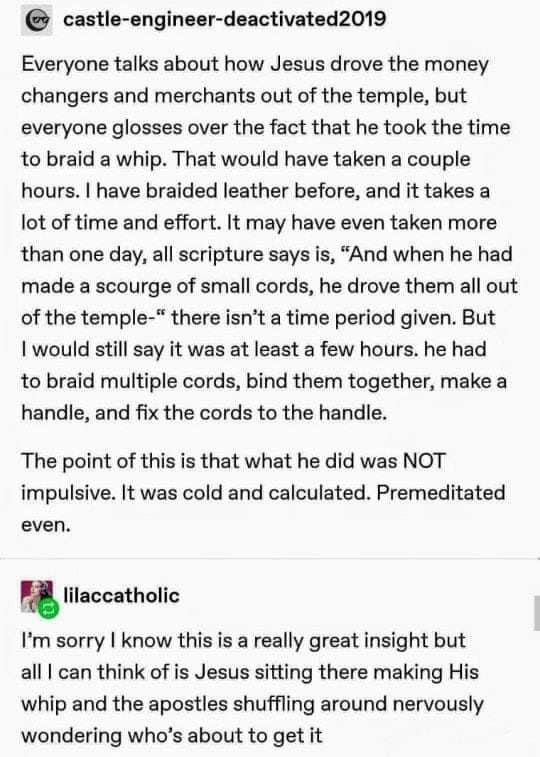 castle-engineer-deactivated2019
Everyone talks about how Jesus drove the money
changers and merchants out of the temple, but
everyone glosses over the fact that he took the time
to braid a whip. That would have taken a couple
hours. I have braided leather before, and it takes a
lot of time and effort. It may have even taken more
than one day, all scripture says is, “And when he had
made a scourge of small cords, he drove them all out
of the temple-“ there isn’t a time period given. But
I would still say it was at least a few hours. he had
to braid multiple cords, bind them together, make a
handle, and fix the cords to the handle.
The point of this is that what he did was NOT
impulsive. It was cold and calculated. Premeditated
even.
lilaccatholic
I’m sorry I know this is a really great insight but
all I can think of is Jesus sitting there making His
whip and the apostles shuffling around nervously
wondering who’s about to get it